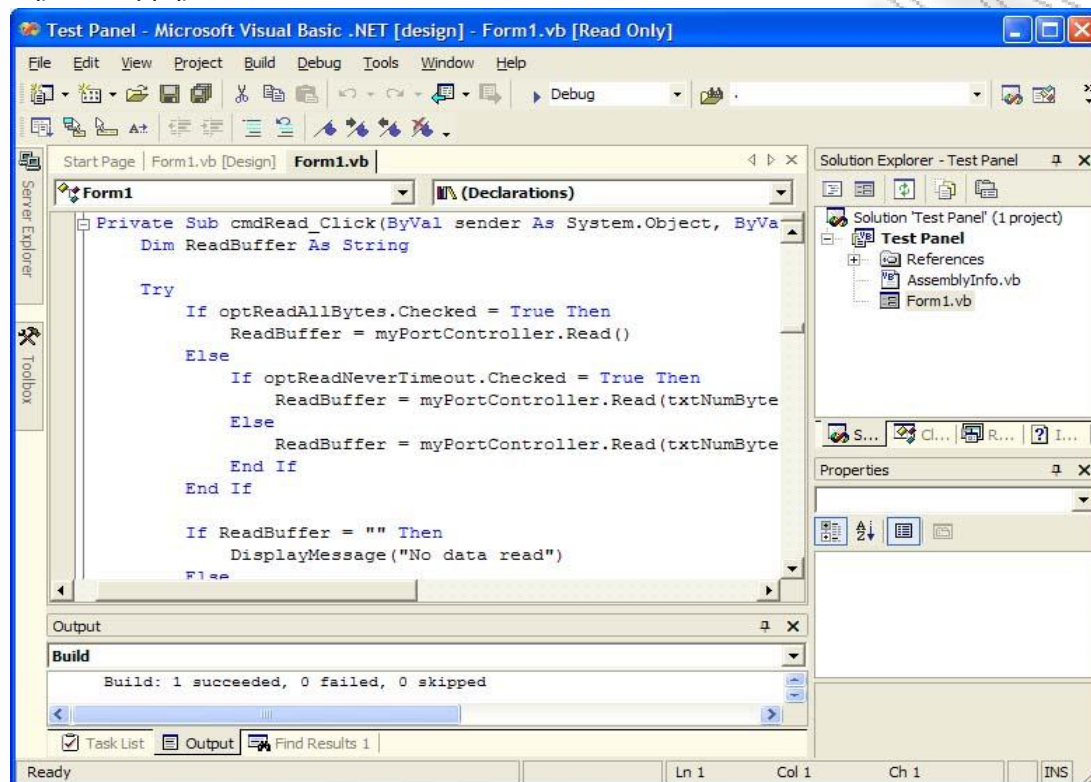 Test Panel - Microsoft Visual Basic .NET [design] - Form1.vb [Read Only]
File Edit View Project Build Debug Tools Window Help
Debug
Start Page Form1.vb [Design] Form1.vb
Form1 (Declarations)
Private Sub cmdRead_Click(ByVal sender As System.Object, ByVa
Dim ReadBuffer As String
Try
If optReadAllBytes.Checked = True Then
ReadBuffer = myPortController.Read()
Else
If optReadNeverTimeout.Checked = True Then
ReadBuffer = myPortController.Read(txtNumByte
Else
ReadBuffer = myPortController.Read(txtNumByte
End If
End If
If ReadBuffer = "" Then
DisplayMessage("No data read")
Else
Server Explorer
Toolbox
Solution Explorer - Test Panel
Solution 'Test Panel' (1 project)
Test Panel
References
AssemblyInfo.vb
Form1.vb
S... Cl... R... I...
Properties
Output
Build
Build: 1 succeeded, 0 failed, 0 skipped
Task List Output Find Results 1
Ready Ln 1 Col 1 Ch 1 INS